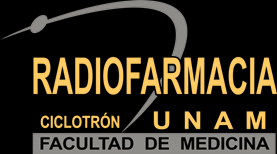 RADIOFARMACIA
CICLOTRÓN UNAM
FACULTAD DE MEDICINA